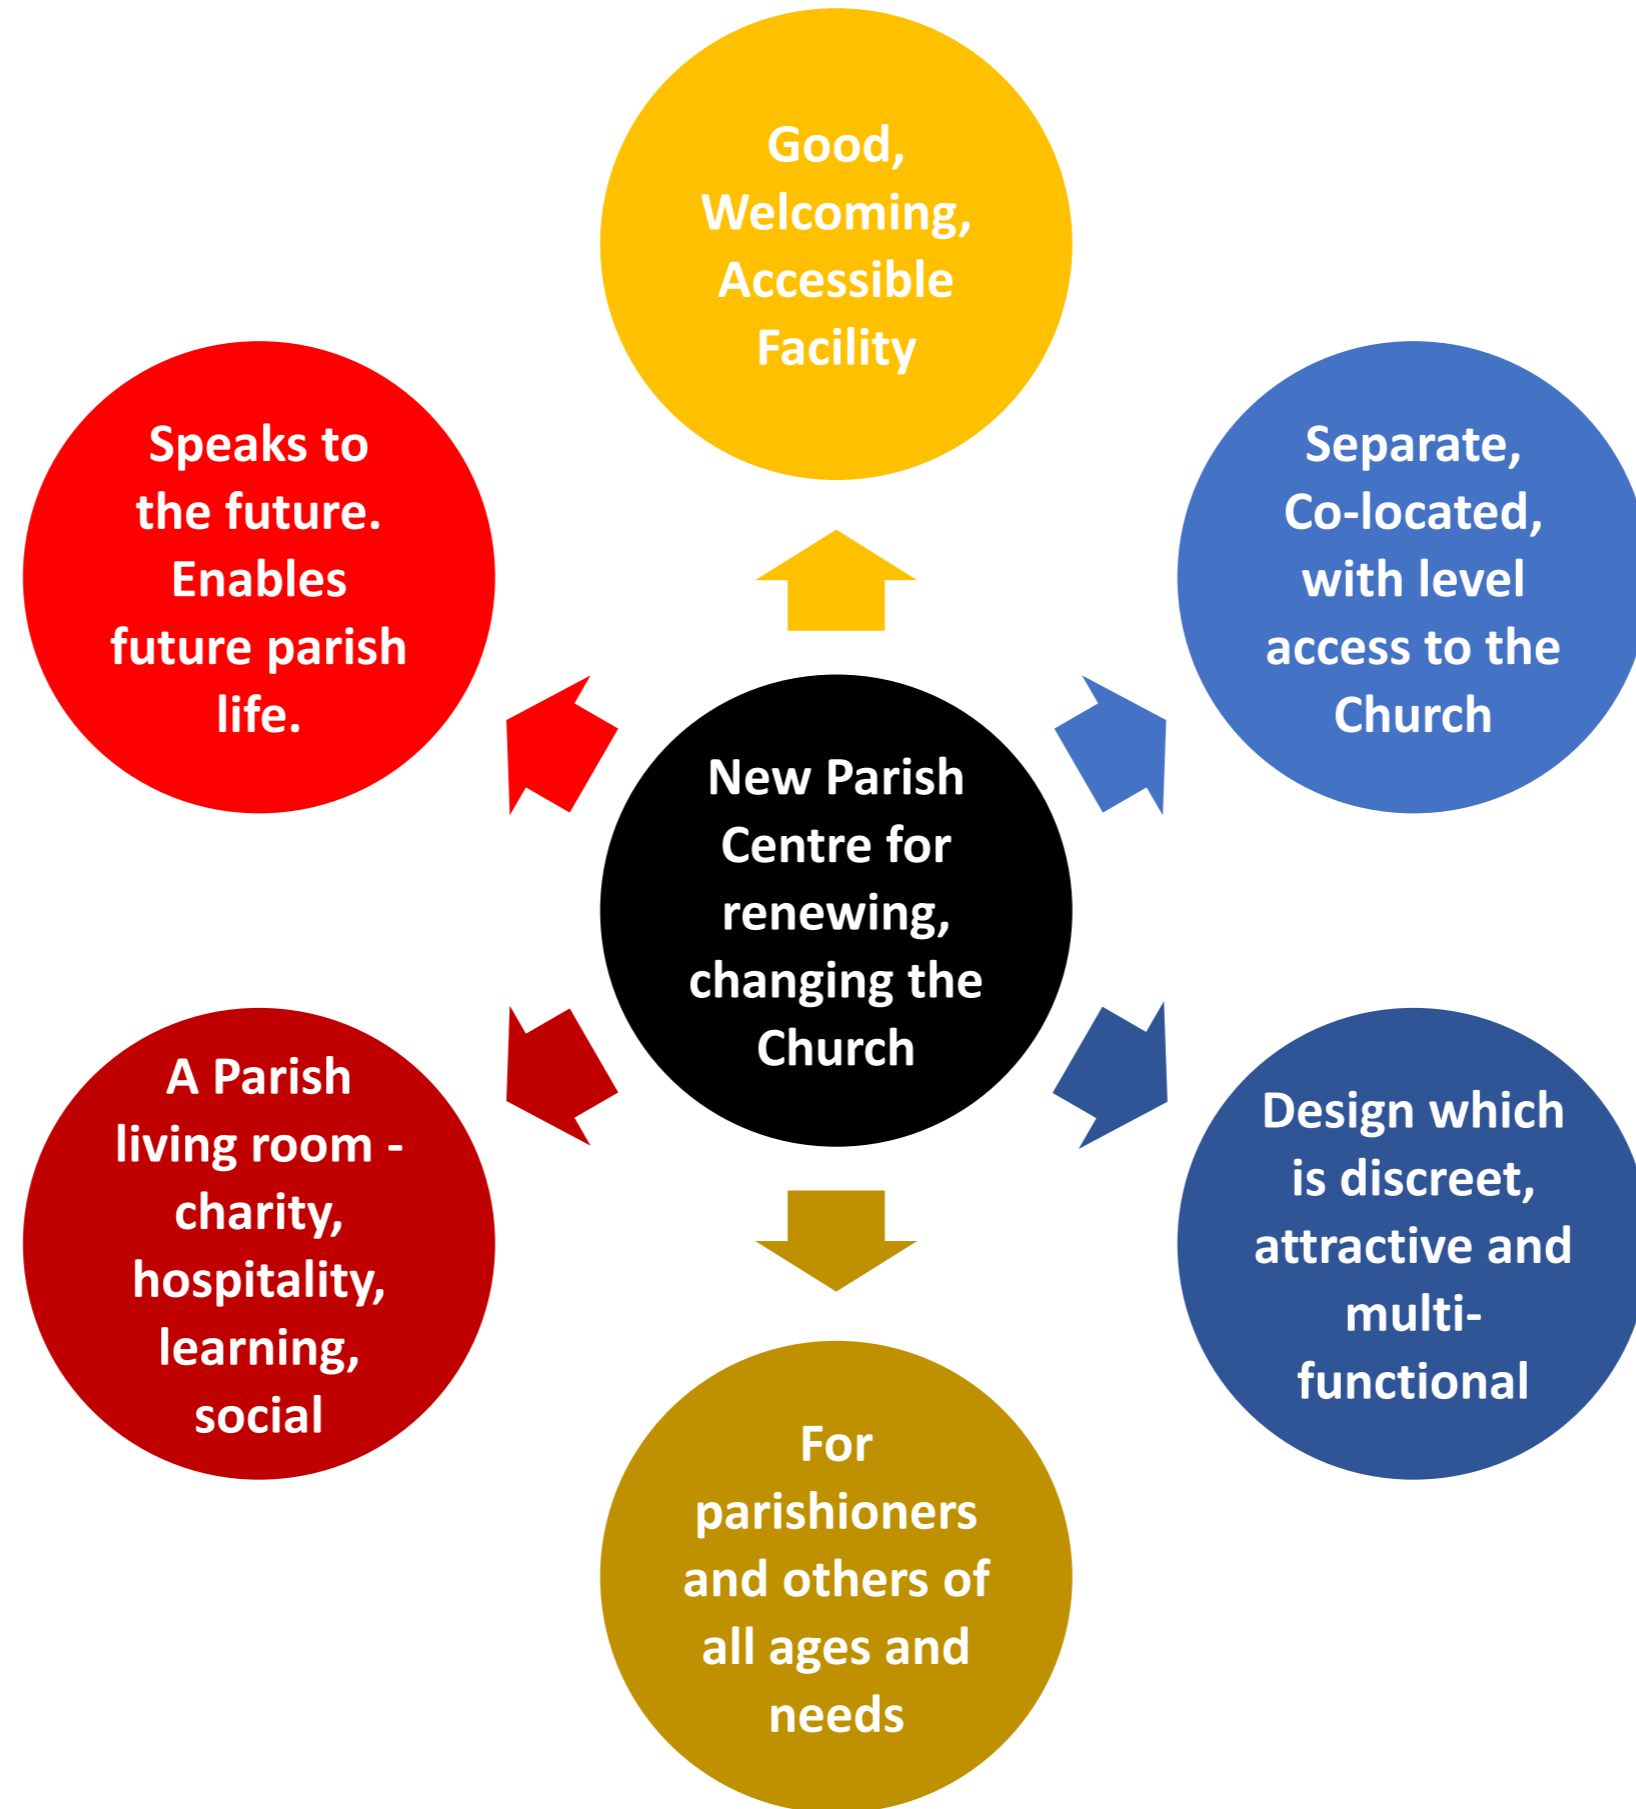 Good,
Welcoming,
Accessible
Facility
Separate,
Co-located,
with level
access to the
Church
Design which
is discreet,
attractive and
multi-
functional
For
parishioners
and others of
all ages and
needs
A Parish
living room -
charity,
hospitality,
learning,
social
Speaks to
the future.
Enables
future parish
life.
New Parish
Centre for
renewing,
changing the
Church